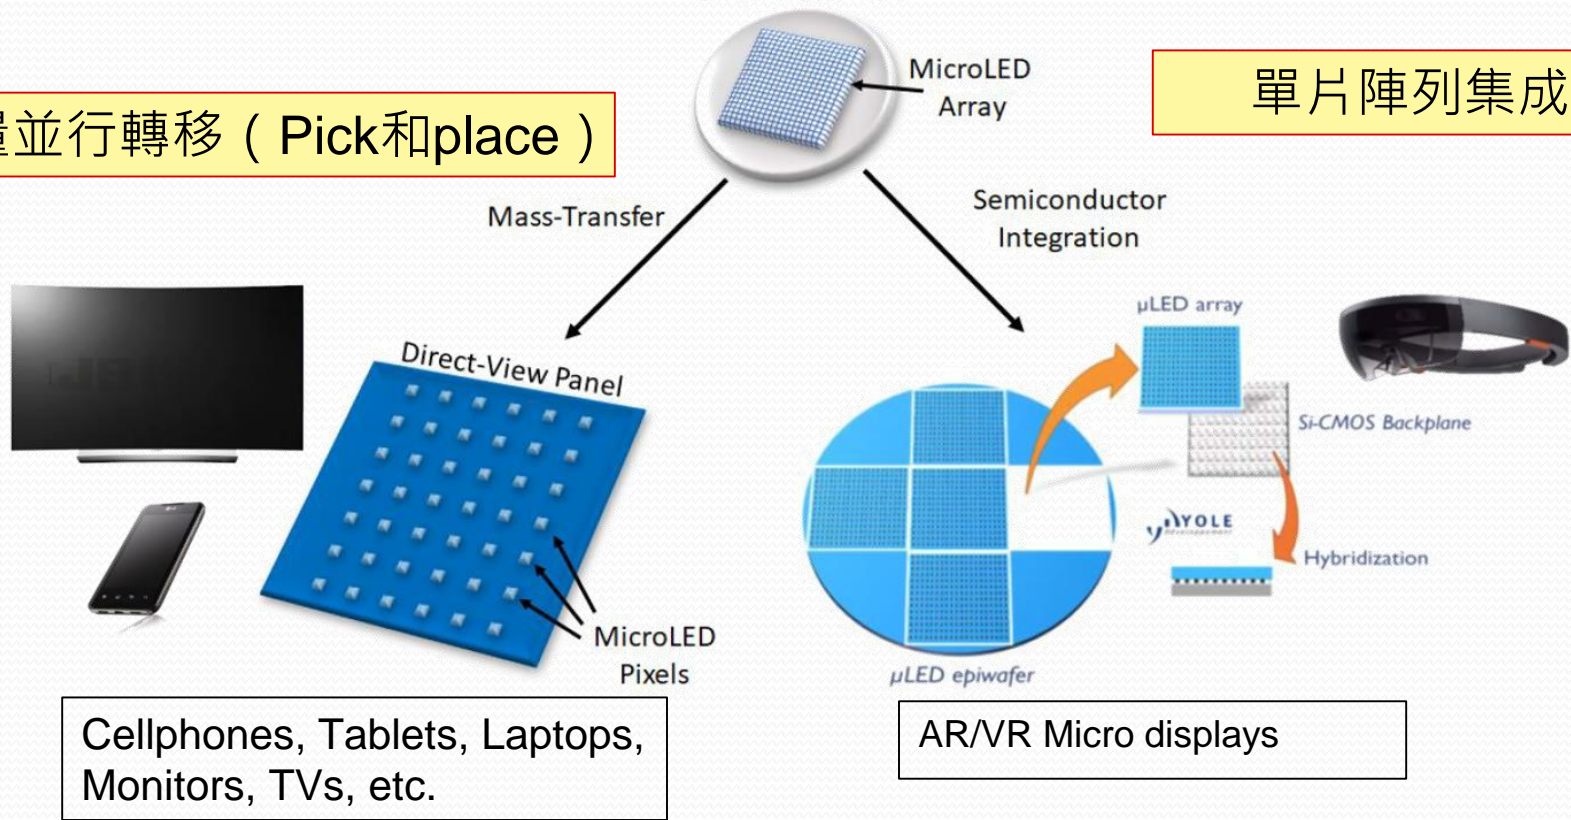 MicroLED
Array
量並行轉移（Pick和place）
單片陣列集成
Mass-Transfer
Semiconductor
Integration
Direct-View Panel
MicroLED
Pixels
µLED array
Si-CMOS Backplane
YOLE
Hybridization
µLED epiwafer
Cellphones, Tablets, Laptops,
Monitors, TVs, etc.
AR/VR Micro displays